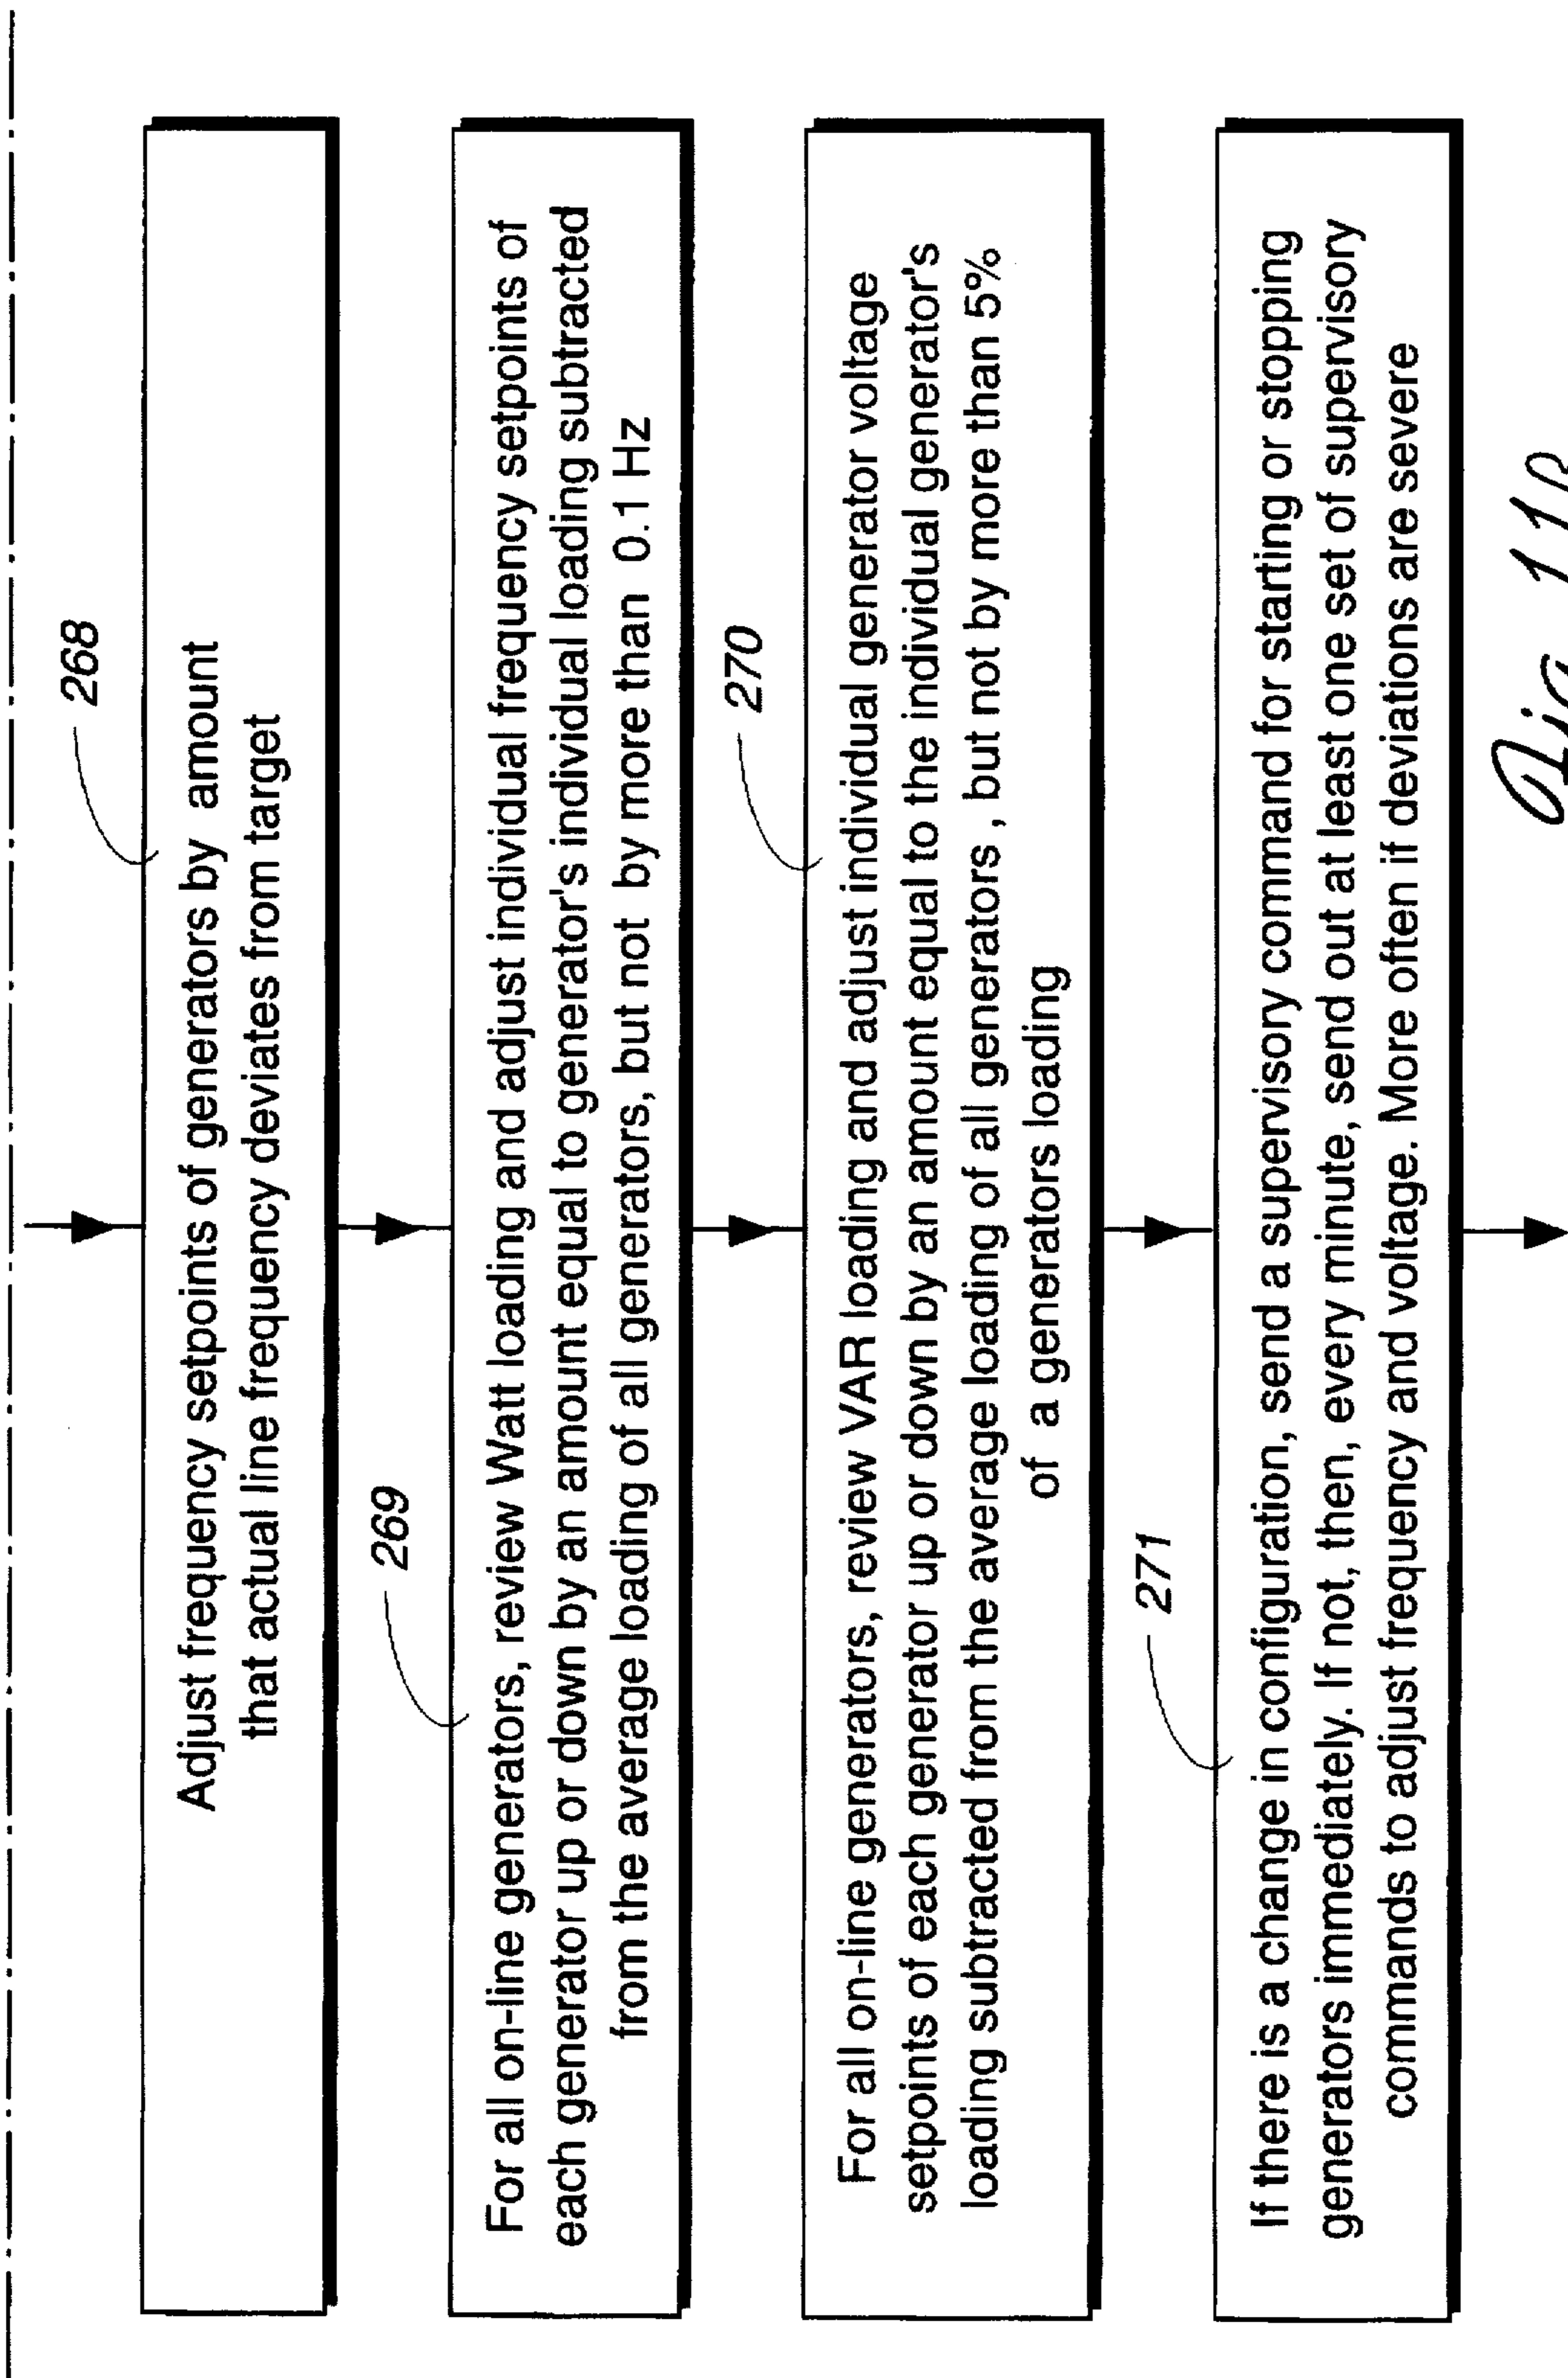 268
Adjust frequency setpoints of generators by amount
that actual line frequency deviates from target
269
For all on-line generators, review Watt loading and adjust individual frequency setpoints of
each generator up or down by an amount equal to generator's individual loading subtracted
from the average loading of all generators, but not by more than 0.1 Hz
270
For all on-line generators, review VAR loading and adjust individual generator voltage
setpoints of each generator up or down by an amount equal to the individual generator's
loading subtracted from the average loading of all generators , but not by more than 5%
of a generators loading
271
If there is a change in configuration, send a supervisory command for starting or stopping
generators immediately. If not, then, every minute, send out at least one set of supervisory
commands to adjust frequency and voltage. More often if deviations are severe